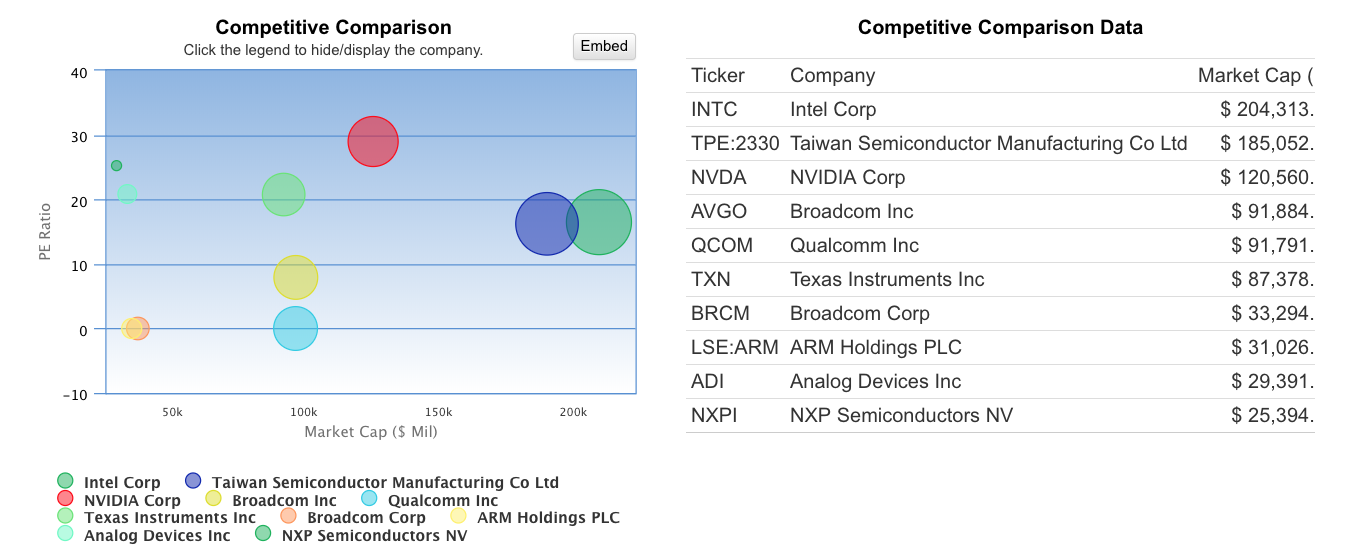 Competitive Comparison
Click the legend to hide/display the company.
Embed
40
30
20
10
0
−10
PE Ratio
50k 100k 150k 200k
Market Cap ($ Mil)
Intel Corp Taiwan Semiconductor Manufacturing Co Ltd
NVIDIA Corp Broadcom Inc Qualcomm Inc
Texas Instruments Inc Broadcom Corp ARM Holdings PLC
Analog Devices Inc NXP Semiconductors NV
Competitive Comparison Data
Ticker Company Market Cap (
INTC Intel Corp $ 204,313.
TPE:2330 Taiwan Semiconductor Manufacturing Co Ltd $ 185,052.
NVDA NVIDIA Corp $ 120,560.
AVGO Broadcom Inc $ 91,884.
QCOM Qualcomm Inc $ 91,791.
TXN Texas Instruments Inc $ 87,378.
BRCM Broadcom Corp $ 33,294.
LSE:ARM ARM Holdings PLC $ 31,026.
ADI Analog Devices Inc $ 29,391.
NXPI NXP Semiconductors NV $ 25,394.